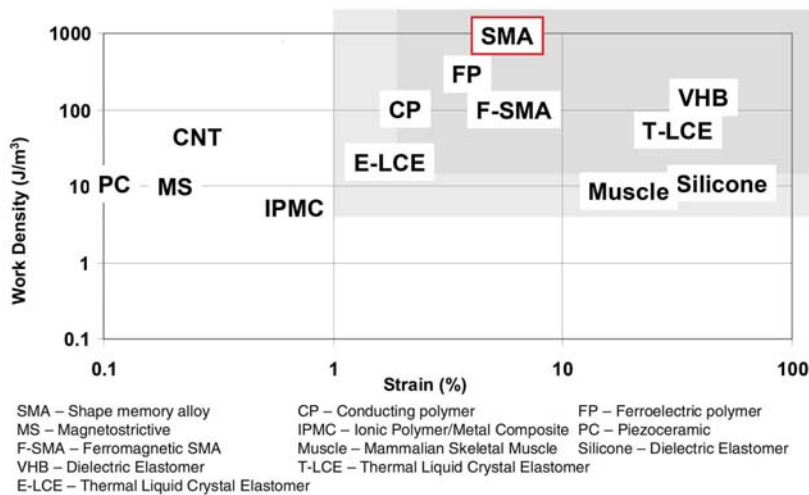 1000
SMA
FP
100
CP
F-SMA
VHB
CNT
T-LCE
E-LCE
PC
10
MS
Muscle
Silicone
IPMC
1
0.1
0.1
1
10
100
Work Density (J/m³)
Strain (%)
SMA – Shape memory alloy
CP – Conducting polymer
FP – Ferroelectric polymer
MS – Magnetostrictive
IPMC – Ionic Polymer/Metal Composite
PC – Piezoceramic
F-SMA – Ferromagnetic SMA
Muscle – Mammalian Skeletal Muscle
Silicone – Dielectric Elastomer
VHB – Dielectric Elastomer
T-LCE – Thermal Liquid Crystal Elastomer
E-LCE – Thermal Liquid Crystal Elastomer